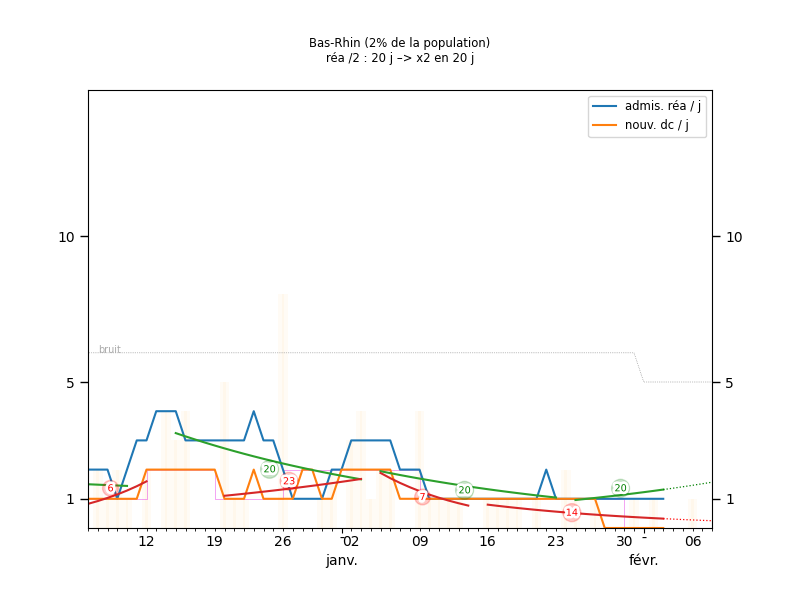 Bas-Rhin (2% de la population)
réa /2 : 20 j –> x2 en 20 j
admis. réa / j
nouv. dc / j
10 10
bruit
5 5
6 20 23 7 20 14 20
1 1
12 19 26 02 09 16 23 30 06
janv. févr.